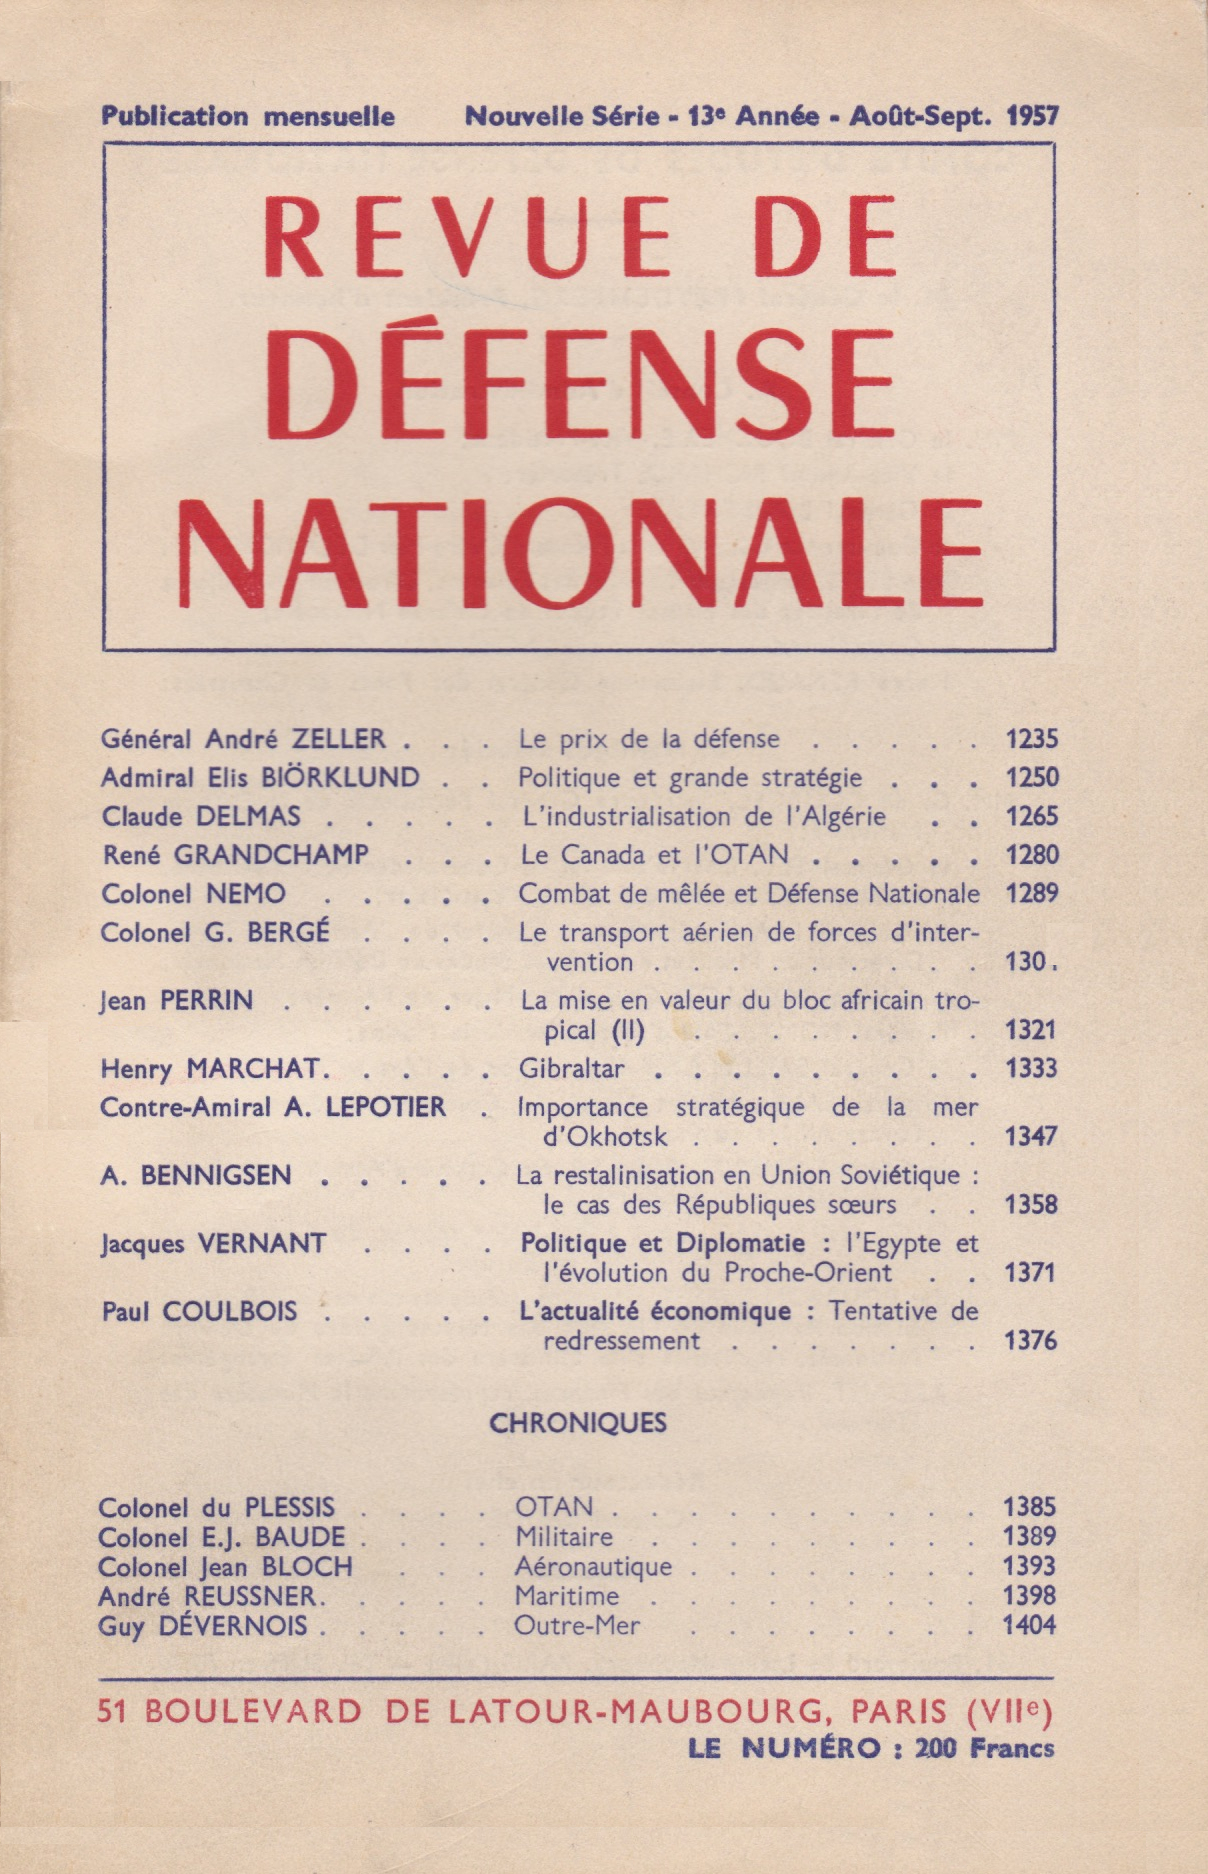 Publication mensuelle Nouvelle Série - 13e Année - Août-Sept. 1957
REVUE DE
DÉFENSE
NATIONALE
Général André ZELLER . . . Le prix de la défense . . . . . 1235
Admiral Elis BIÖRKLUND . . Politique et grande stratégie . . . 1250
Claude DELMAS . . . . . L'industrialisation de l'Algérie . . 1265
René GRANDCHAMP . . . Le Canada et l'OTAN . . . . . 1280
Colonel NEMO . . . . . Combat de mêlée et Défense Nationale 1289
Colonel G. BERGÉ . . . . Le transport aérien de forces d'inter-
vention . . . . . . . . . 130.
Jean PERRIN . . . . . . La mise en valeur du bloc africain tro-
pical (II) . . . . . . . . 1321
Henry MARCHAT. . . . . Gibraltar . . . . . . . . . 1333
Contre-Amiral A. LEPOTIER . Importance stratégique de la mer
d'Okhotsk . . . . . . . . 1347
A. BENNIGSEN . . . . . La restalinisation en Union Soviétique :
le cas des Républiques sœurs . . 1358
Jacques VERNANT . . . . Politique et Diplomatie : l'Egypte et
l'évolution du Proche-Orient . . 1371
Paul COULBOIS . . . . . L'actualité économique : Tentative de
redressement . . . . . . . 1376
CHRONIQUES
Colonel du PLESSIS . . . . OTAN . . . . . . . . . . 1385
Colonel E.J. BAUDE . . . . Militaire . . . . . . . . . 1389
Colonel Jean BLOCH . . . Aéronautique . . . . . . . . 1393
André REUSSNER. . . . . Maritime . . . . . . . . . 1398
Guy DÉVERNOIS . . . . . Outre-Mer . . . . . . . . 1404
51 BOULEVARD DE LATOUR-MAUBOURG, PARIS (VIIe)
LE NUMÉRO : 200 Francs